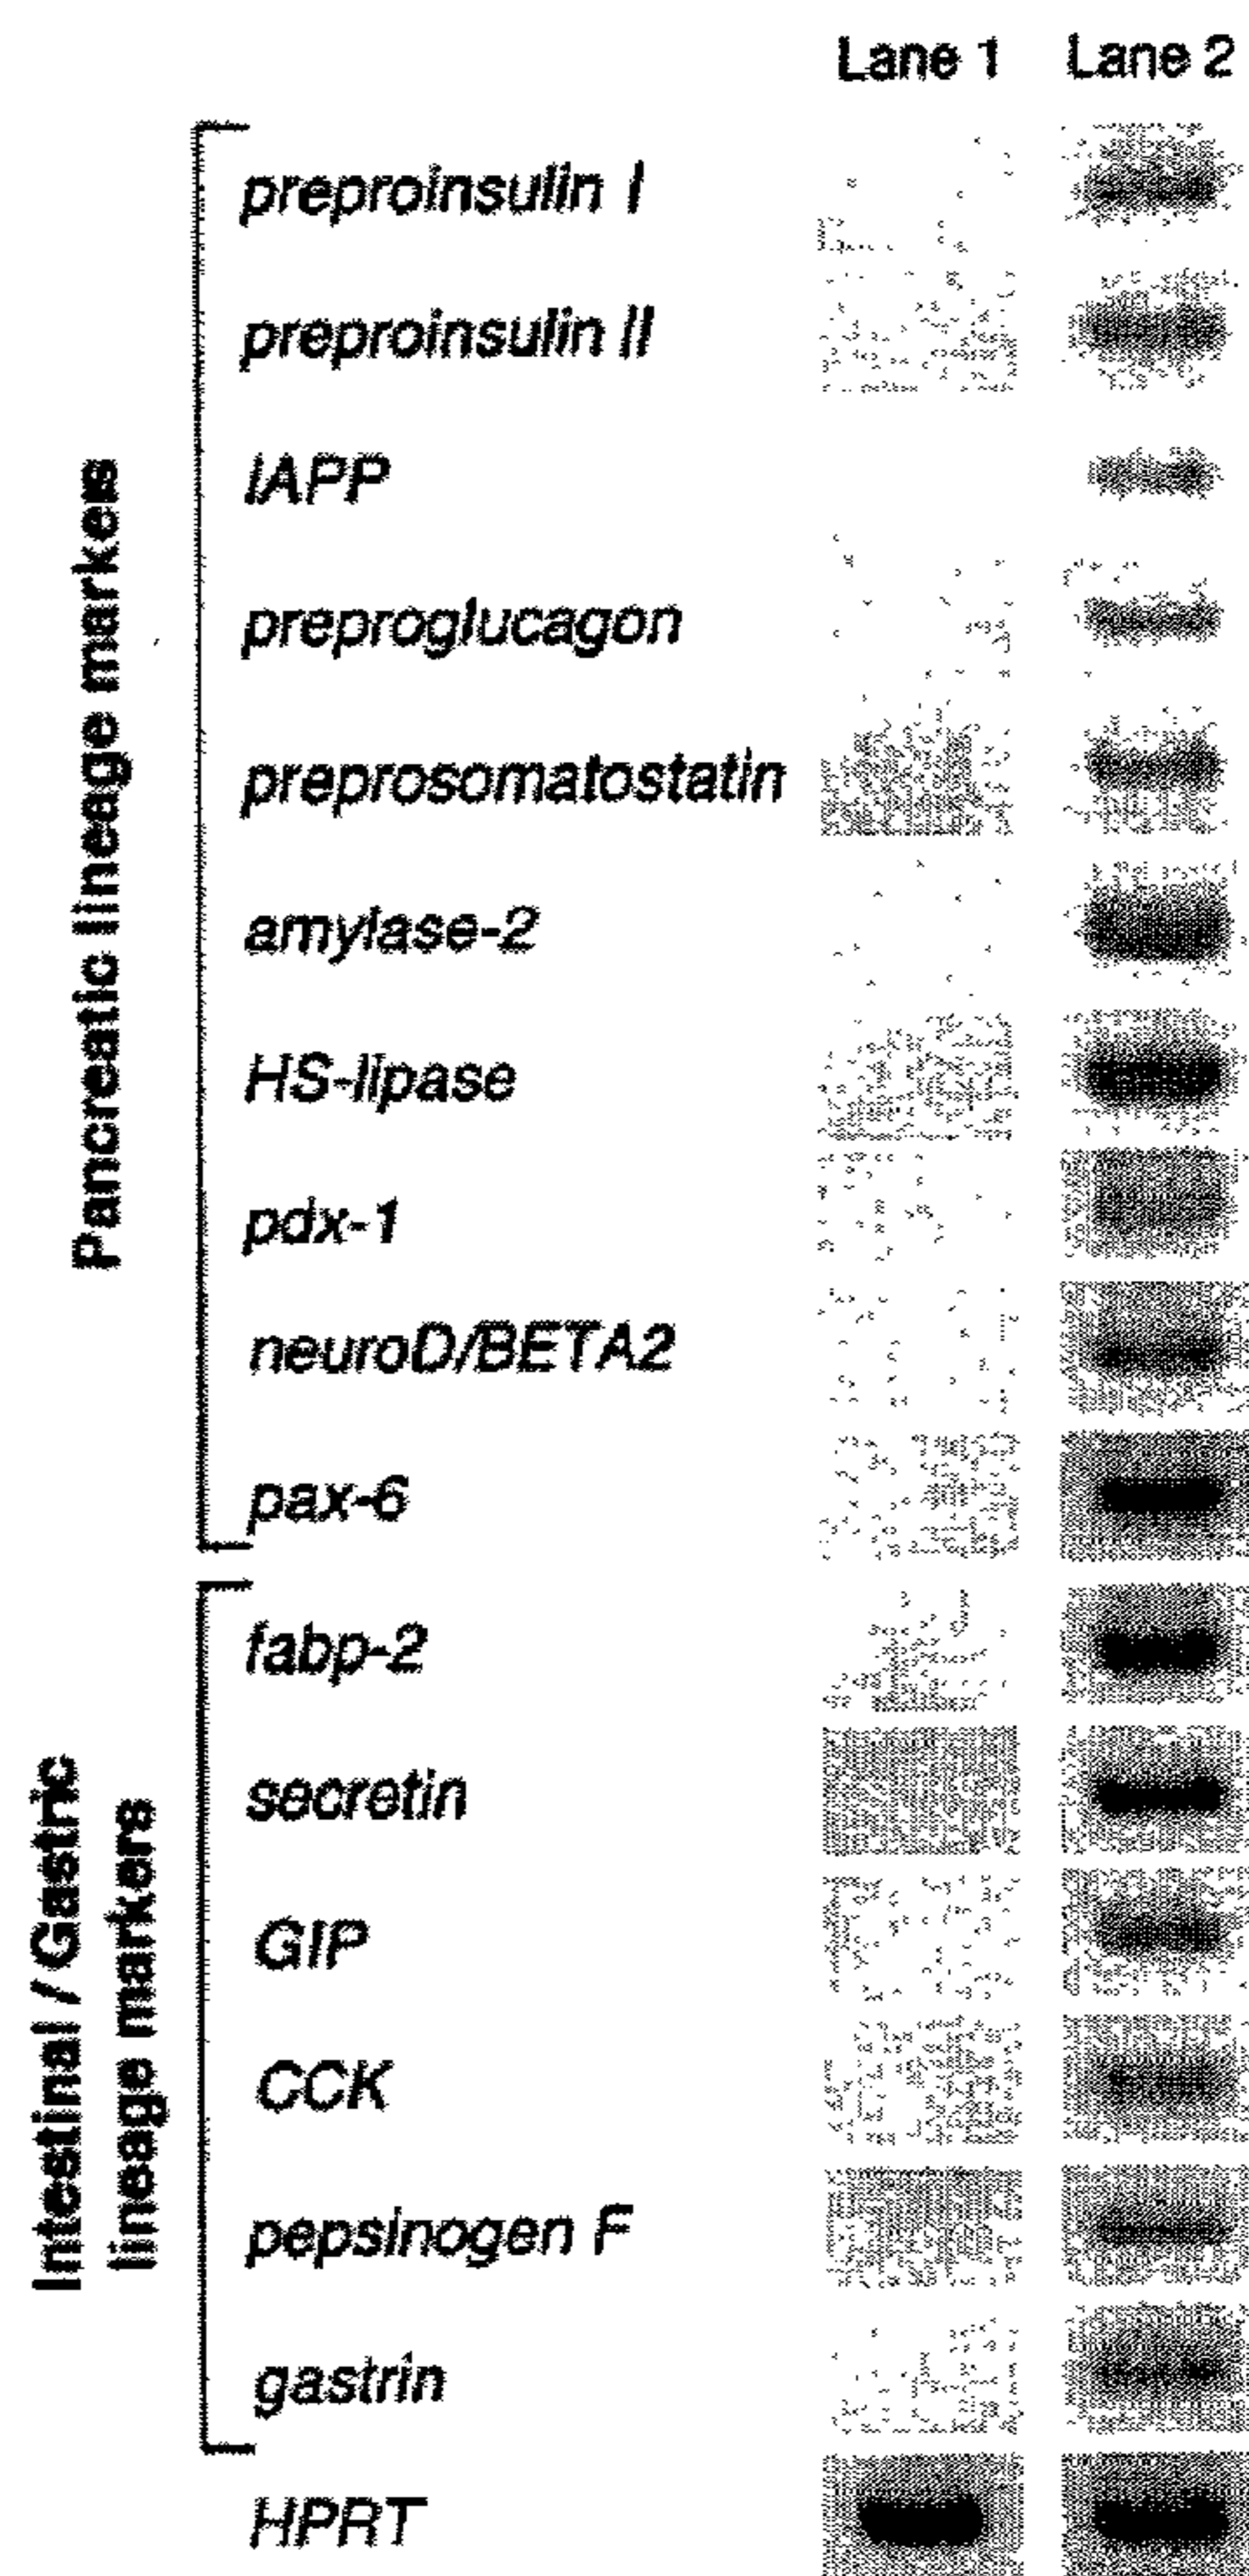 Lane 1 Lane 2
Pancreatic lineage markers
preproinsulin I
preproinsulin II
IAPP
preproglucagon
preprosomatostatin
amylase-2
HS-lipase
pdx-1
neuroD/BETA2
pax-6
Intestinal / Gastric
lineage markers
fabp-2
secretin
GIP
CCK
pepsinogen F
gastrin
HPRT